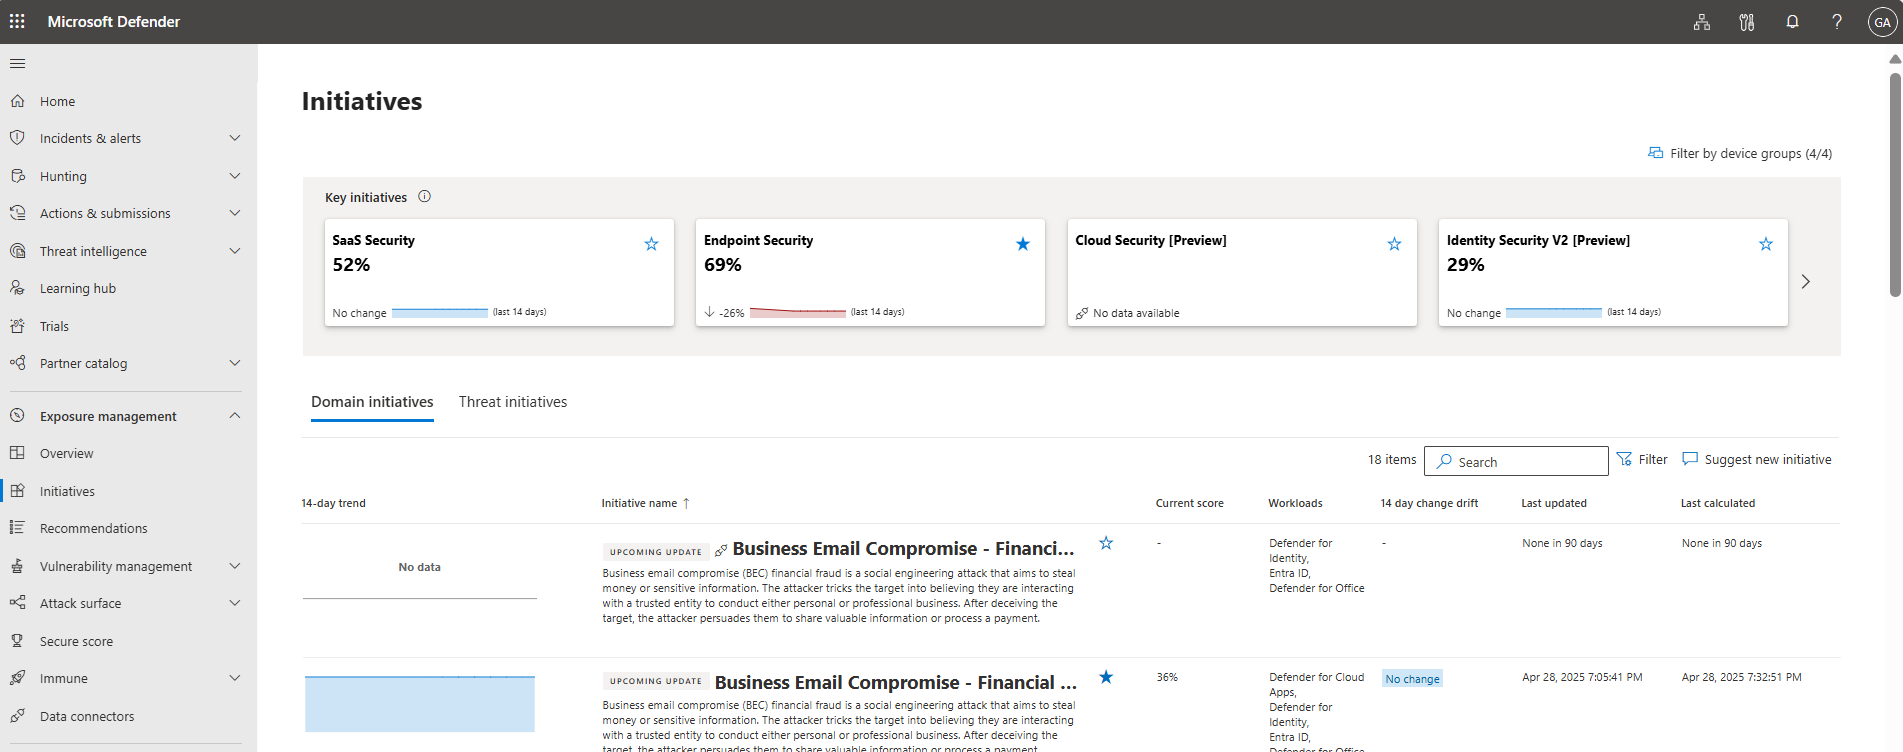 Microsoft Defender
GA
Home
Incidents & alerts
Hunting
Actions & submissions
Threat intelligence
Learning hub
Trials
Partner catalog
Exposure management
Overview
Initiatives
Recommendations
Vulnerability management
Attack surface
Secure score
Immune
Data connectors
Initiatives
Filter by device groups (4/4)
Key initiatives
SaaS Security
52%
No change (last 14 days)
Endpoint Security
69%
-26% (last 14 days)
Cloud Security [Preview]
No data available
Identity Security V2 [Preview]
29%
No change (last 14 days)
Domain initiatives Threat initiatives
18 items Search Filter Suggest new initiative
14-day trend Initiative name ↑ Current score Workloads 14 day change drift Last updated Last calculated
No data
UPCOMING UPDATE Business Email Compromise - Financi...
Business email compromise (BEC) financial fraud is a social engineering attack that aims to steal
money or sensitive information. The attacker tricks the target into believing they are interacting
with a trusted entity to conduct either personal or professional business. After deceiving the
target, the attacker persuades them to share valuable information or process a payment.
-
Defender for
Identity,
Entra ID,
Defender for Office
-
None in 90 days
None in 90 days
UPCOMING UPDATE Business Email Compromise - Financial ...
Business email compromise (BEC) financial fraud is a social engineering attack that aims to steal
money or sensitive information. The attacker tricks the target into believing they are interacting
with a trusted entity to conduct either personal or professional business. After deceiving the
target, the attacker persuades them to share valuable information or process a payment.
36%
Defender for Cloud
Apps,
Defender for
Identity,
Defender for Office
No change
Apr 28, 2025 7:05:41 PM
Apr 28, 2025 7:32:51 PM